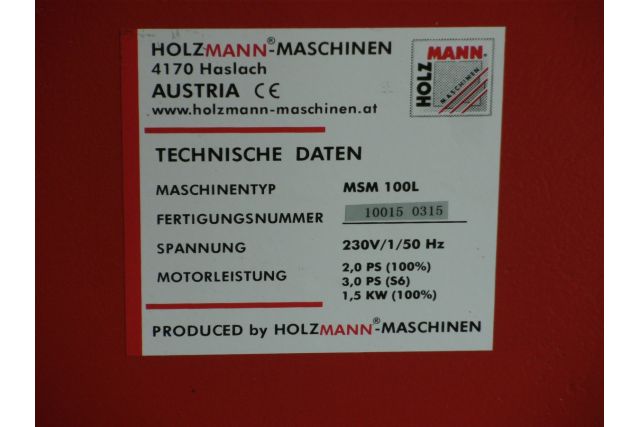 HOLZMANN®-MASCHINEN
4170 Haslach
AUSTRIA CE
www.holzmann-maschinen.at
HOLZ
MANN®
MASCHINEN
TECHNISCHE DATEN
MASCHINENTYP MSM 100L
FERTIGUNGSNUMMER 10015 0315
SPANNUNG 230V/1/50 Hz
MOTORLEISTUNG 2,0 PS (100%)
3,0 PS (S6)
1,5 KW (100%)
PRODUCED by HOLZMANN®-MASCHINEN